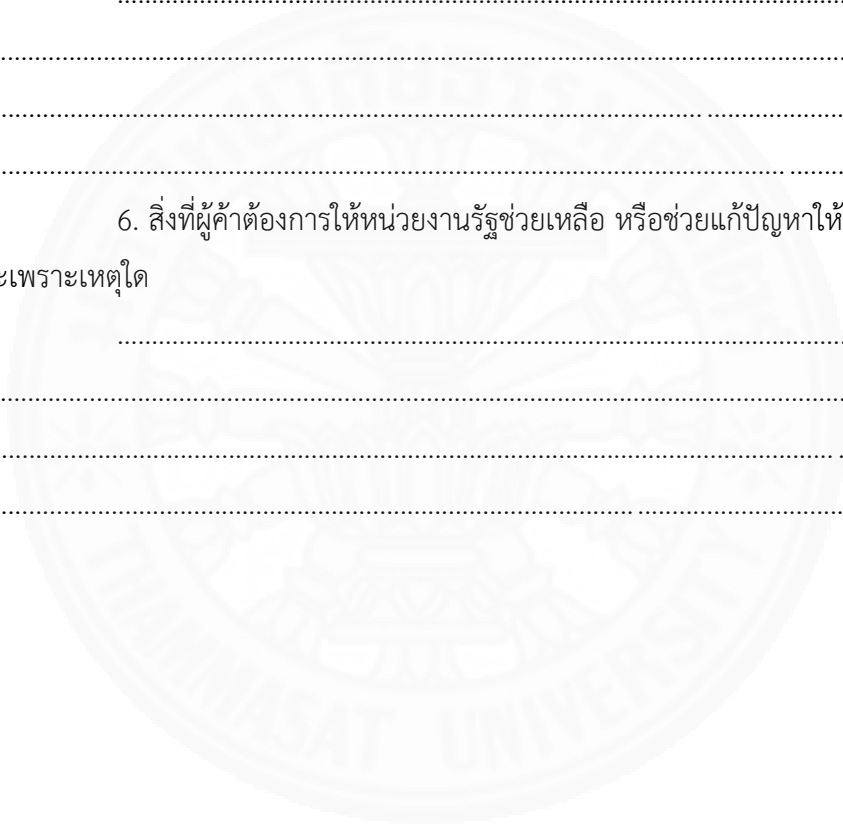 ........................................................................................................
........................................................................................................................
.................................................................................................... ...................
................................................................................................................ ........
6. สิ่งที่ผู้ค้าต้องการให้หน่วยงานรัฐช่วยเหลือ หรือช่วยแก้ปัญหาให้
ะเพราะเหตุใด
........................................................................................................
........................................................................................................................
....................................................................................................................... .
.......................................................................................... .............................
THAMMASAT UNIVERSITY